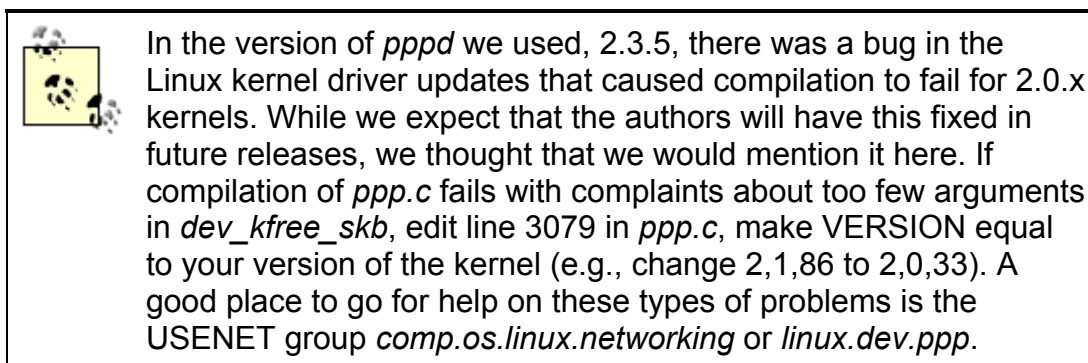 In the version of pppd we used, 2.3.5, there was a bug in the
Linux kernel driver updates that caused compilation to fail for 2.0.x
kernels. While we expect that the authors will have this fixed in
future releases, we thought that we would mention it here. If
compilation of ppp.c fails with complaints about too few arguments
in dev_kfree_skb, edit line 3079 in ppp.c, make VERSION equal
to your version of the kernel (e.g., change 2,1,86 to 2,0,33). A
good place to go for help on these types of problems is the
USENET group comp.os.linux.networking or linux.dev.ppp.